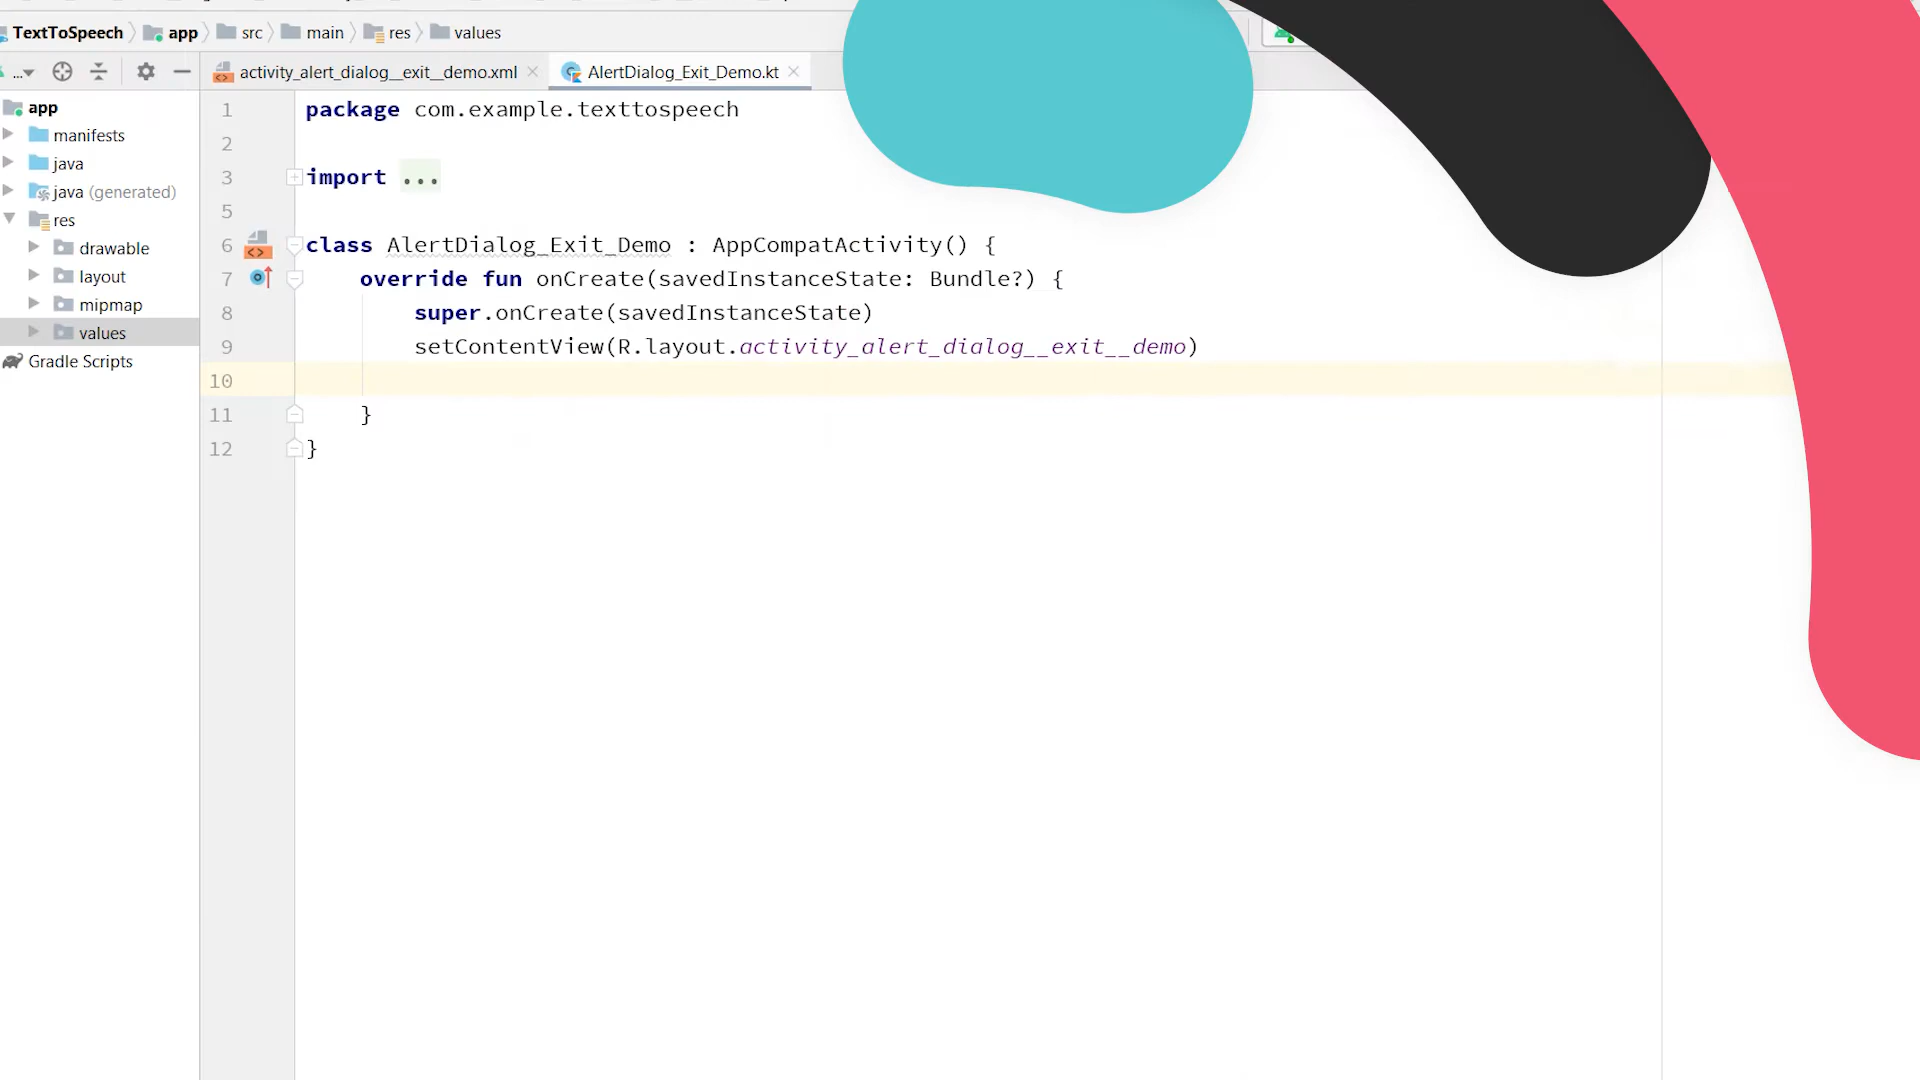 TextToSpeech app src main res values
... activity_alert_dialog__exit__demo.xml AlertDialog_Exit_Demo.kt
app
manifests
java
java (generated)
res
drawable
layout
mipmap
values
Gradle Scripts
1 package com.example.texttospeech
2
3 import ...
5
6 class AlertDialog_Exit_Demo : AppCompatActivity() {
7 override fun onCreate(savedInstanceState: Bundle?) {
8 super.onCreate(savedInstanceState)
9 setContentView(R.layout.activity_alert_dialog__exit__demo)
10
11 }
12 }